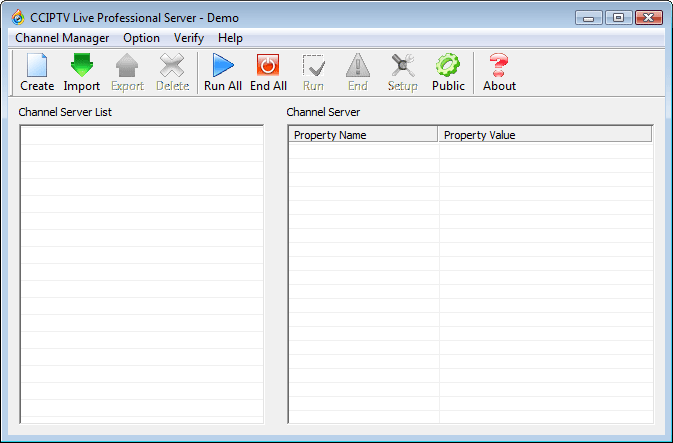 CCIPTV Live Professional Server - Demo
Channel Manager Option Verify Help
Create Import Export Delete Run All End All Run End Setup Public About
Channel Server List Channel Server
Property Name Property Value